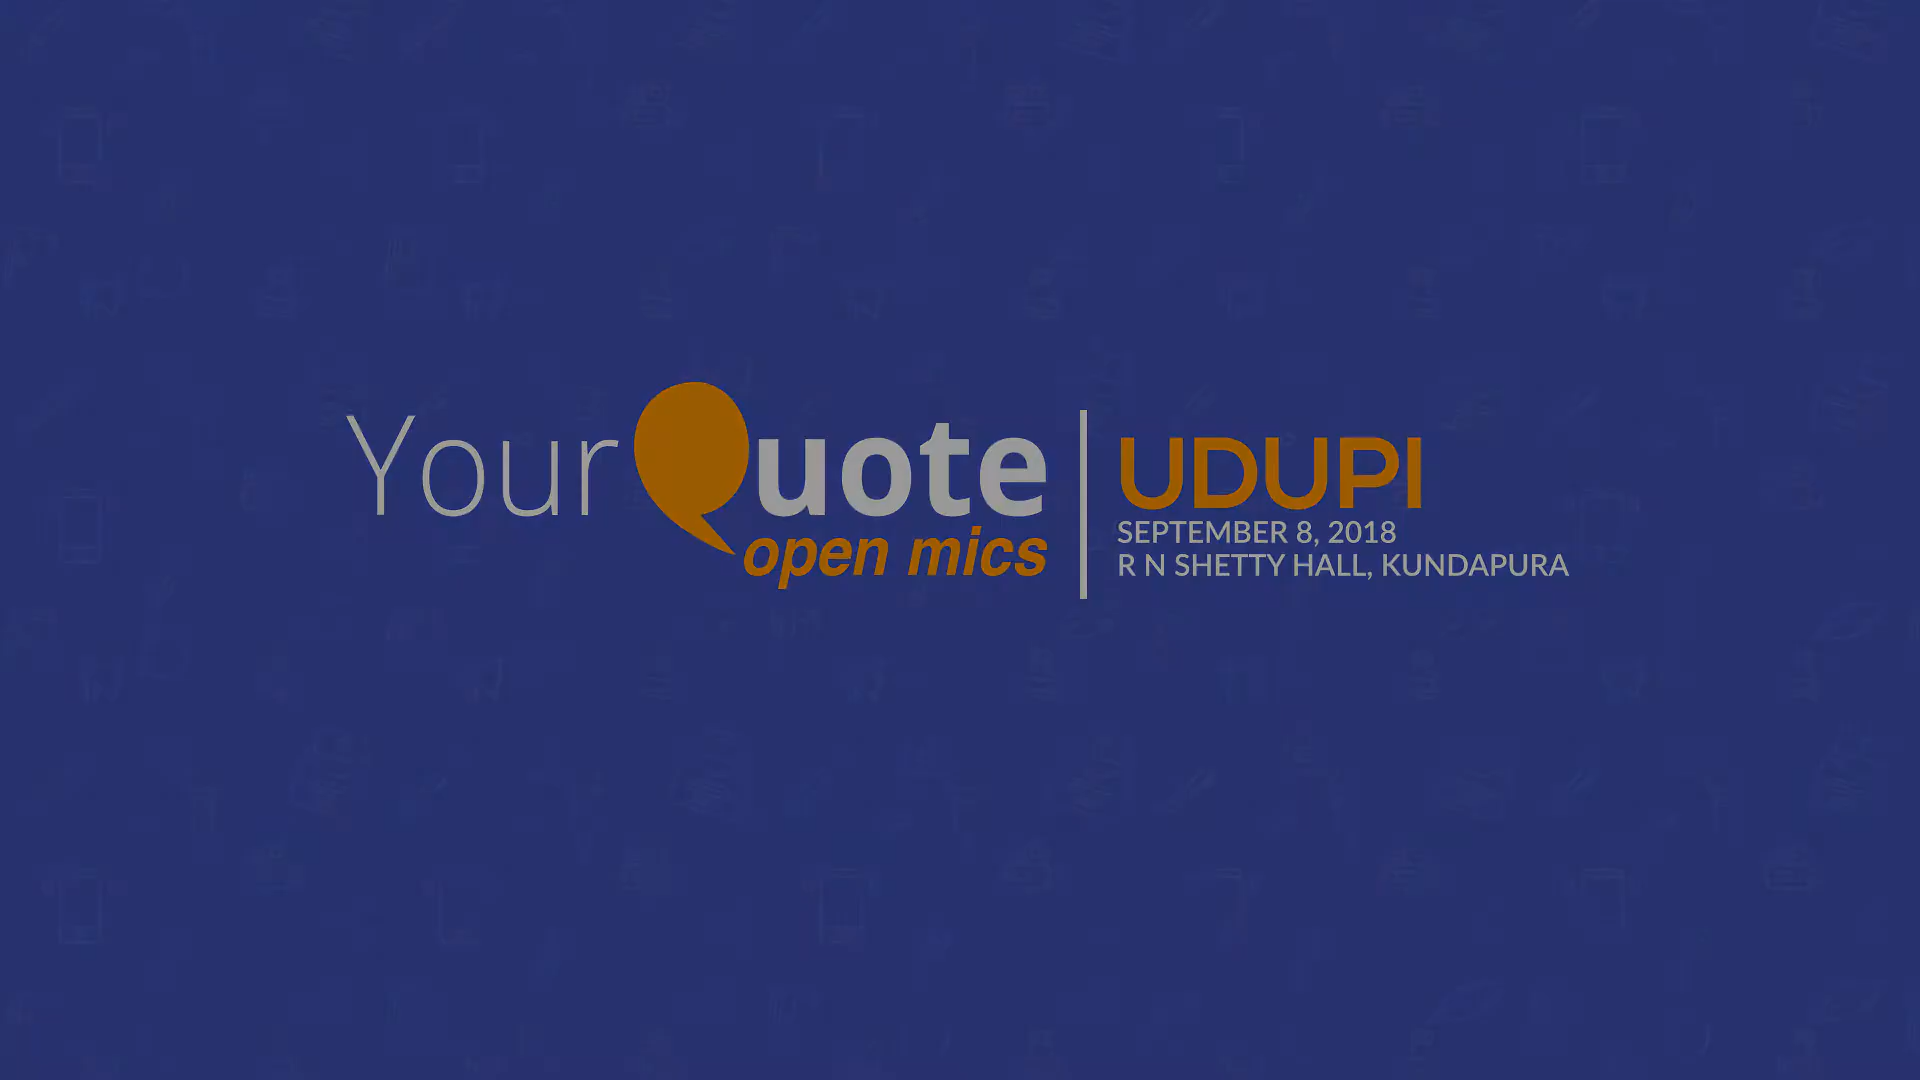 YourQuote
open mics
UDUPI
SEPTEMBER 8, 2018
R N SHETTY HALL, KUNDAPURA